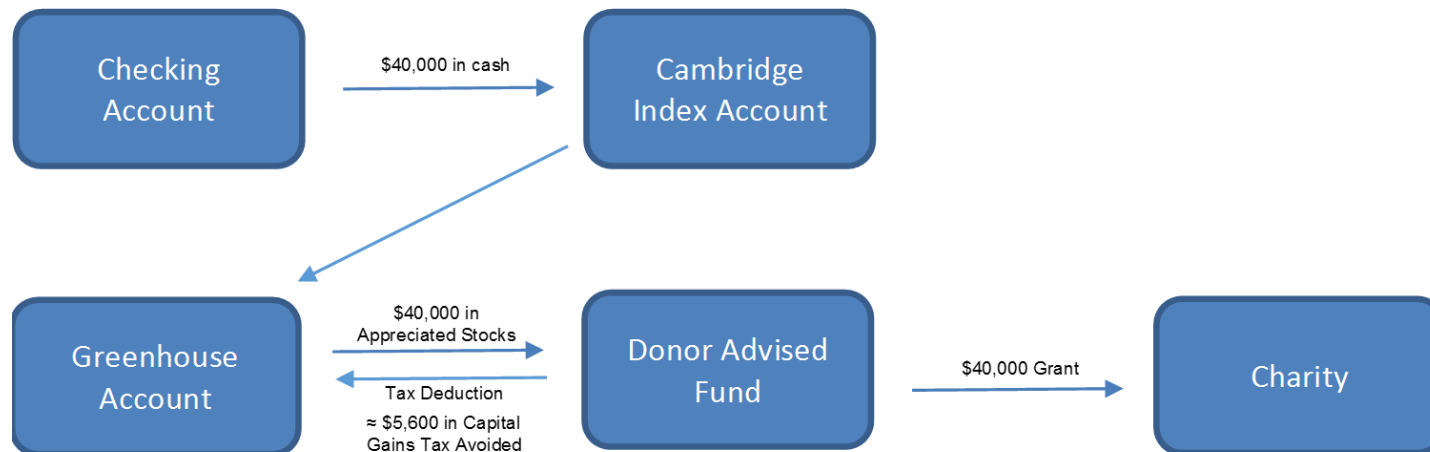 Checking
Account
$40,000 in cash
Cambridge
Index Account
Greenhouse
Account
$40,000 in
Appreciated Stocks
Tax Deduction
≈ $5,600 in Capital
Gains Tax Avoided
Donor Advised
Fund
$40,000 Grant
Charity